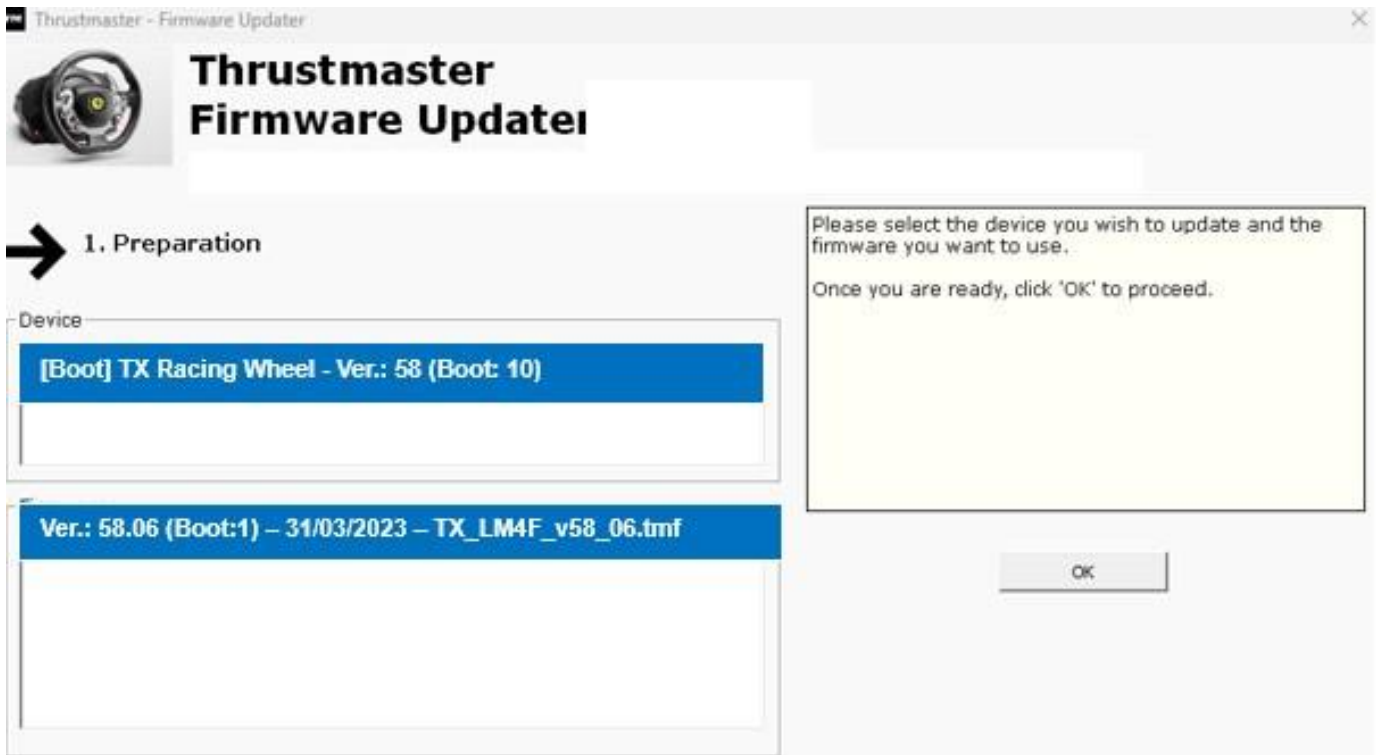 Thrustmaster - Firmware Updater
Thrustmaster
Firmware Updater
1. Preparation
Please select the device you wish to update and the
firmware you want to use.
Once you are ready, click 'OK' to proceed.
Device
[Boot] TX Racing Wheel - Ver.: 58 (Boot: 10)
Ver.: 58.06 (Boot:1) – 31/03/2023 – TX_LM4F_v58_06.tmf
OK